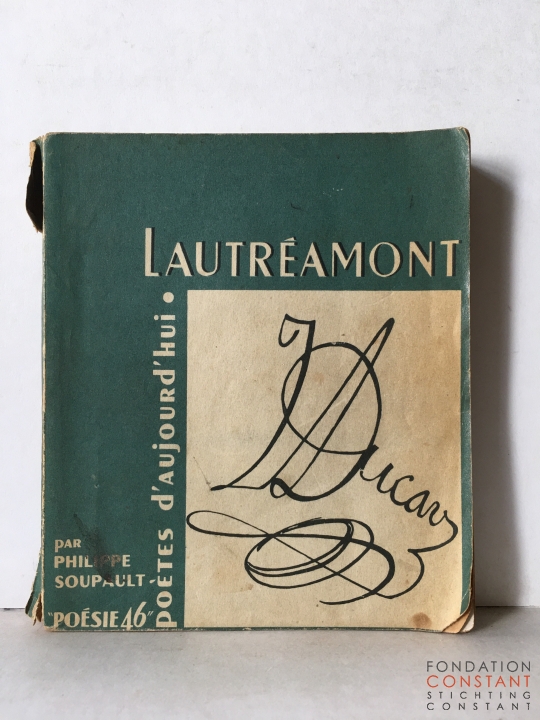 LAUTRÉAMONT
POÈTES d'AUJOURd'HUI •
Ducas
PAR
PHILIPPE
SOUPAULT-
"POÉSIE 46"
FONDATION
CONSTANT
STICHTING
CONSTANT